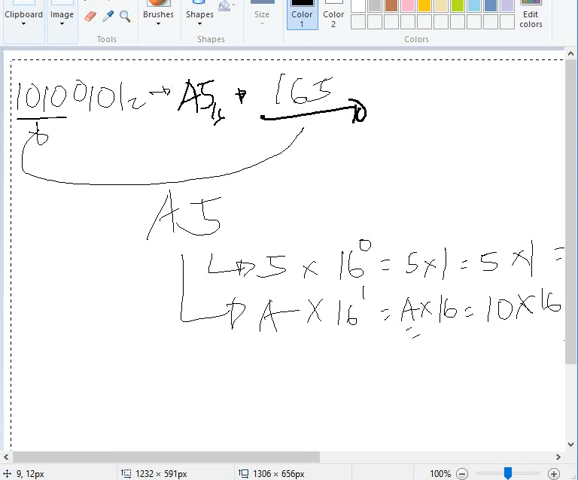 Clipboard Image Brushes Shapes Size Color 1 Color 2 Edit colors
Tools Shapes Colors
10100101₂ → A5₁₆ → 165₁₀
A5
5 × 16⁰ = 5×1 = 5 ×1 =
A × 16¹ = A×16 = 10×16
9, 12px 1232 × 591px 1306 × 656px 100%